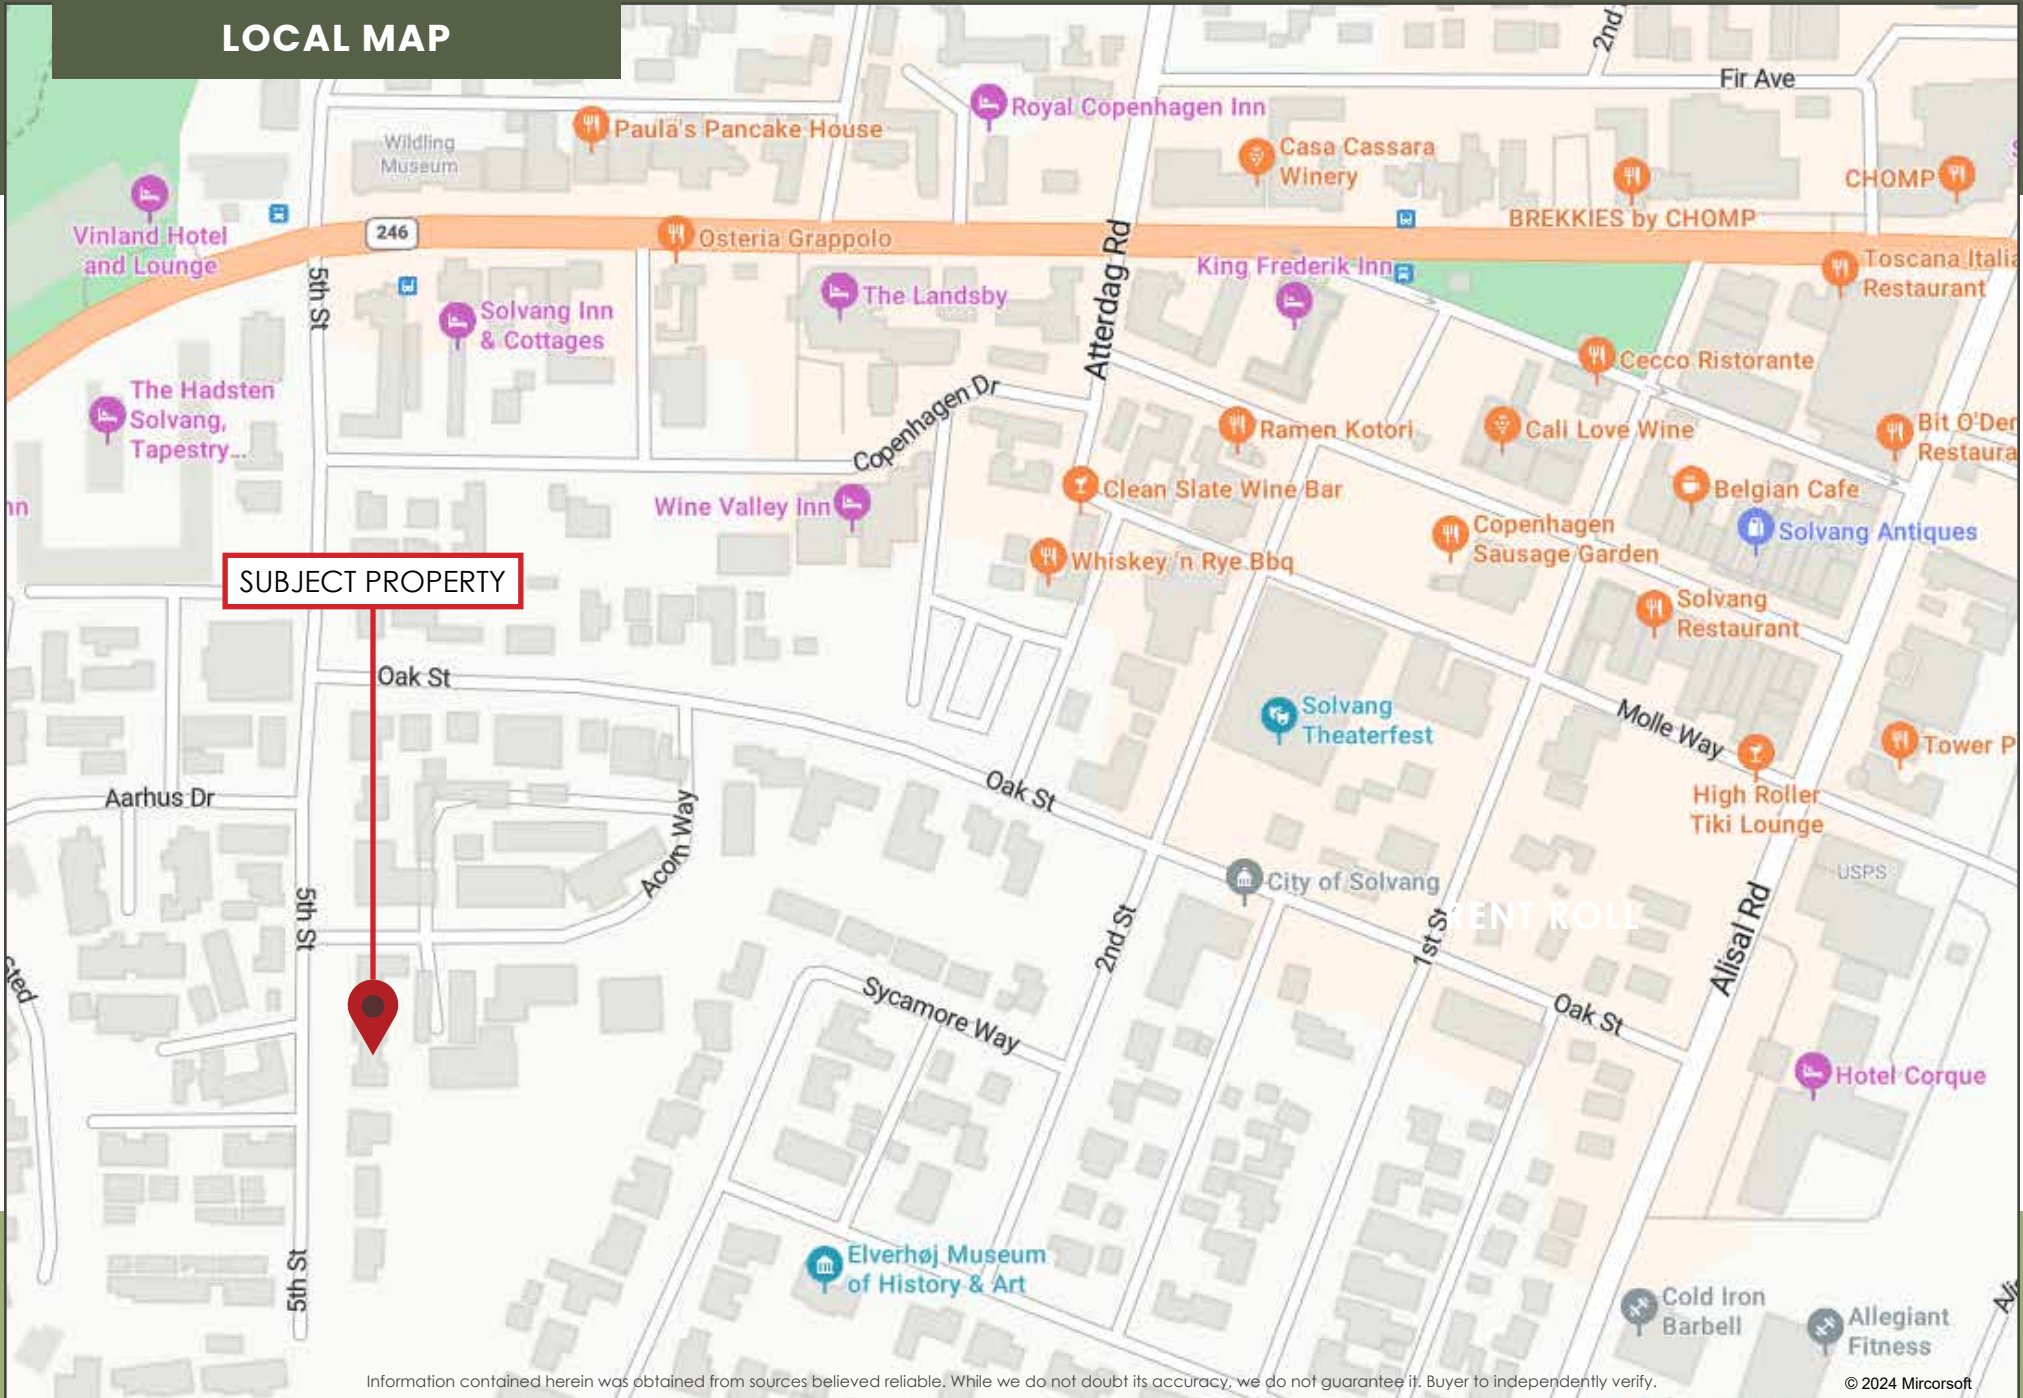 LOCAL MAP
2nd
Fir Ave
Royal Copenhagen Inn
Paula's Pancake House
Wildling
Museum
Casa Cassara
Winery
CHOMP
BREKKIES by CHOMP
Vinland Hotel
and Lounge
246
Osteria Grappolo
Atterdag Rd
King Frederik Inn
Toscana Italia
Restaurant
5th St
Solvang Inn
& Cottages
The Landsby
Cecco Ristorante
The Hadsten
Solvang,
Tapestry...
Copenhagen Dr
Ramen Kotori
Cali Love Wine
Bit O'Den
Restaura
nn
Wine Valley Inn
Clean Slate Wine Bar
Belgian Cafe
Solvang Antiques
Copenhagen
Sausage Garden
Whiskey 'n Rye Bbq
SUBJECT PROPERTY
Solvang
Restaurant
Oak St
Solvang
Theaterfest
Molle Way
Tower P
Aarhus Dr
Oak St
High Roller
Tiki Lounge
Acorn Way
USPS
City of Solvang
5th St
2nd St
1st St
RENT ROLL
Alisal Rd
sted
Sycamore Way
Oak St
Hotel Corque
Elverhøj Museum
of History & Art
5th St
Cold Iron
Barbell
Allegiant
Fitness
Ali
Information contained herein was obtained from sources believed reliable. While we do not doubt its accuracy, we do not guarantee it. Buyer to independently verify.
© 2024 Mircorsoft